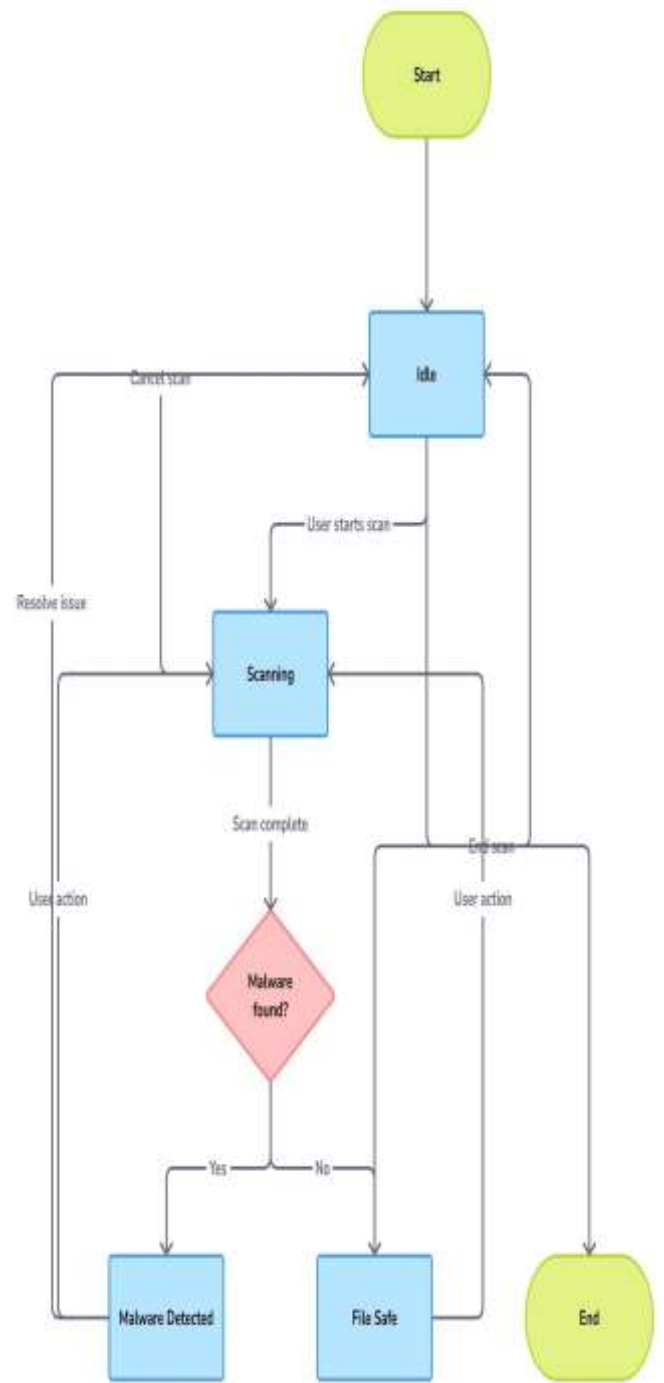 Start
Idle
Cancel scan
User starts scan
Resolve issue
Scanning
Scan complete
End scan
User action
User action
Malware
found?
Yes
No
Malware Detected
File Safe
End